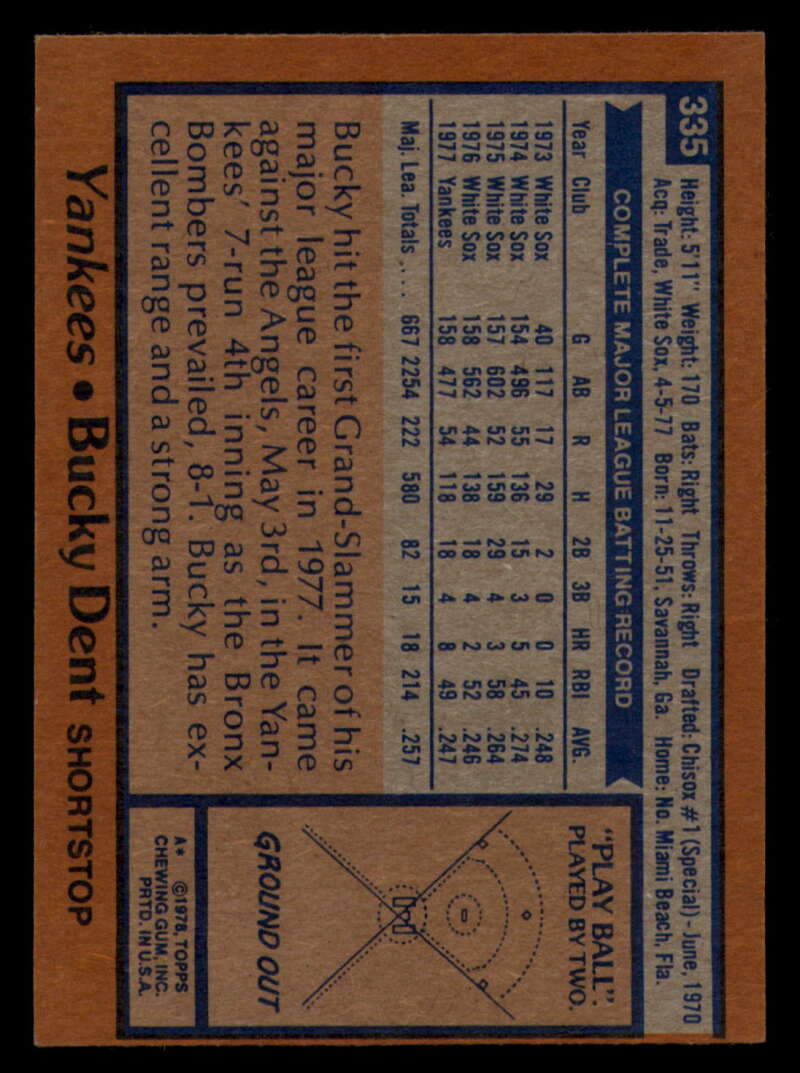 335
Height: 5'11" Weight: 170 Bats: Right Throws: Right Drafted: Chisox #1 (Special) - June, 1970
Acq: Trade, White Sox, 4-5-77 Born: 11-25-51, Savannah, Ga. Home: No. Miami Beach, Fla.
COMPLETE MAJOR LEAGUE BATTING RECORD
Year Club G AB R H 2B 3B HR RBI AVG.
1973 White Sox 40 117 17 29 2 0 0 10 .248
1974 White Sox 154 496 55 136 15 3 5 45 .274
1975 White Sox 157 602 52 159 29 4 3 58 .264
1976 White Sox 158 562 44 138 18 4 2 52 .246
1977 Yankees 158 477 54 118 18 4 8 49 .247
Maj. Lea. Totals .... 667 2254 222 580 82 15 18 214 .257
Bucky hit the first Grand-Slammer of his
major league career in 1977. It came
against the Angels, May 3rd, in the Yan-
kees' 7-run 4th inning as the Bronx
Bombers prevailed, 8-1. Bucky has ex-
cellent range and a strong arm.
"PLAY BALL".
PLAYED BY TWO.
GROUND OUT
A* ©1978, TOPPS
CHEWING GUM, INC.
PRTD. IN U.S.A.
Yankees • Bucky Dent SHORTSTOP